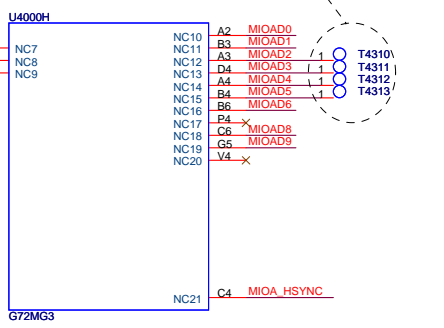 U4000H
NC10 A2 MIOAD0
NC7 NC11 B3 MIOAD1
NC8 NC12 A3 MIOAD2 1 T4310
NC9 NC13 D4 MIOAD3 1 T4311
NC14 A4 MIOAD4 1 T4312
NC15 B4 MIOAD5 1 T4313
NC16 B6 MIOAD6
NC17 P4
NC18 C6 MIOAD8
NC19 G5 MIOAD9
NC20 V4
NC21 C4 MIOA_HSYNC
G72MG3